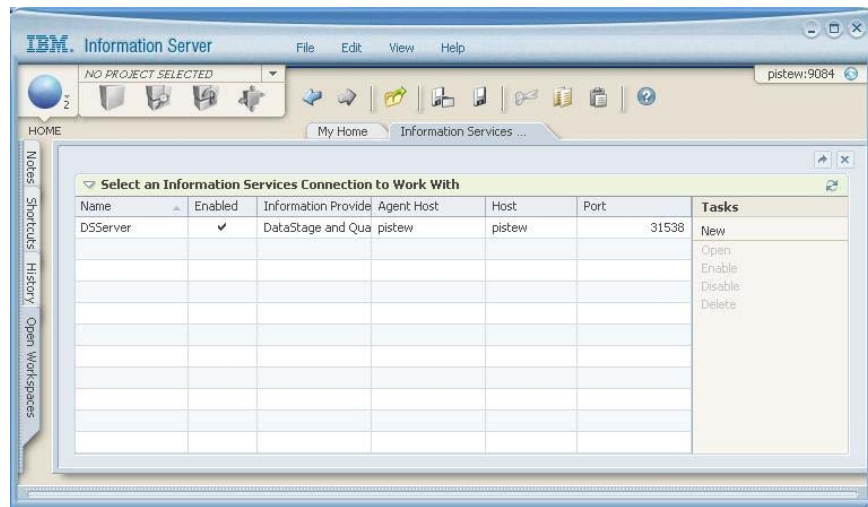 IBM. Information Server File Edit View Help
NO PROJECT SELECTED
pistew:9084
2
HOME
My Home Information Services ...
Notes
Shortcuts
History
Open Workspaces
Select an Information Services Connection to Work With
Name Enabled Information Provide Agent Host Host Port Tasks
DSServer DataStage and Qua pistew pistew 31538 New
Open
Enable
Disable
Delete